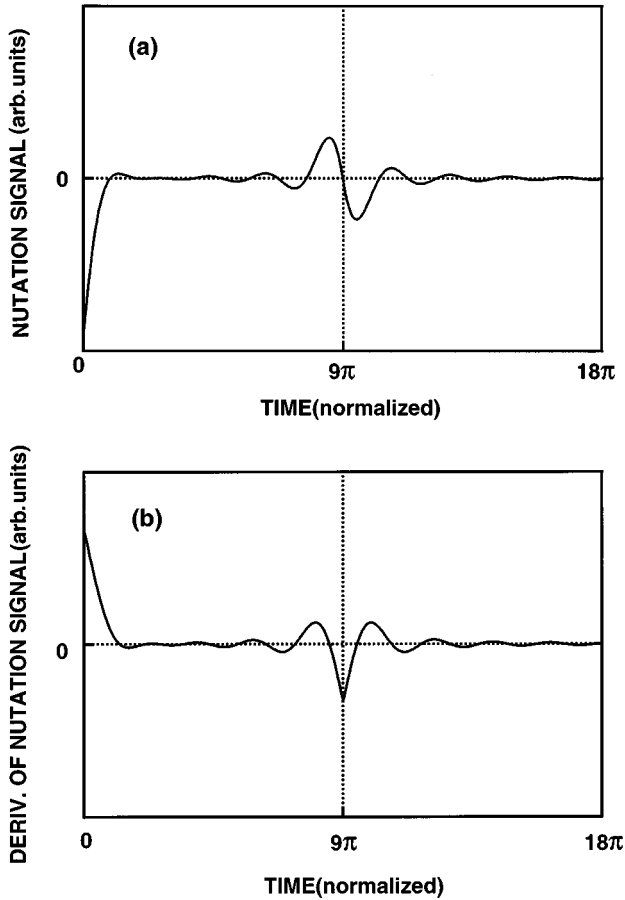 (a)
NUTATION SIGNAL (arb.units)
0
0
9π
18π
TIME(normalized)
(b)
DERIV. OF NUTATION SIGNAL(arb.units)
0
0
9π
18π
TIME(normalized)